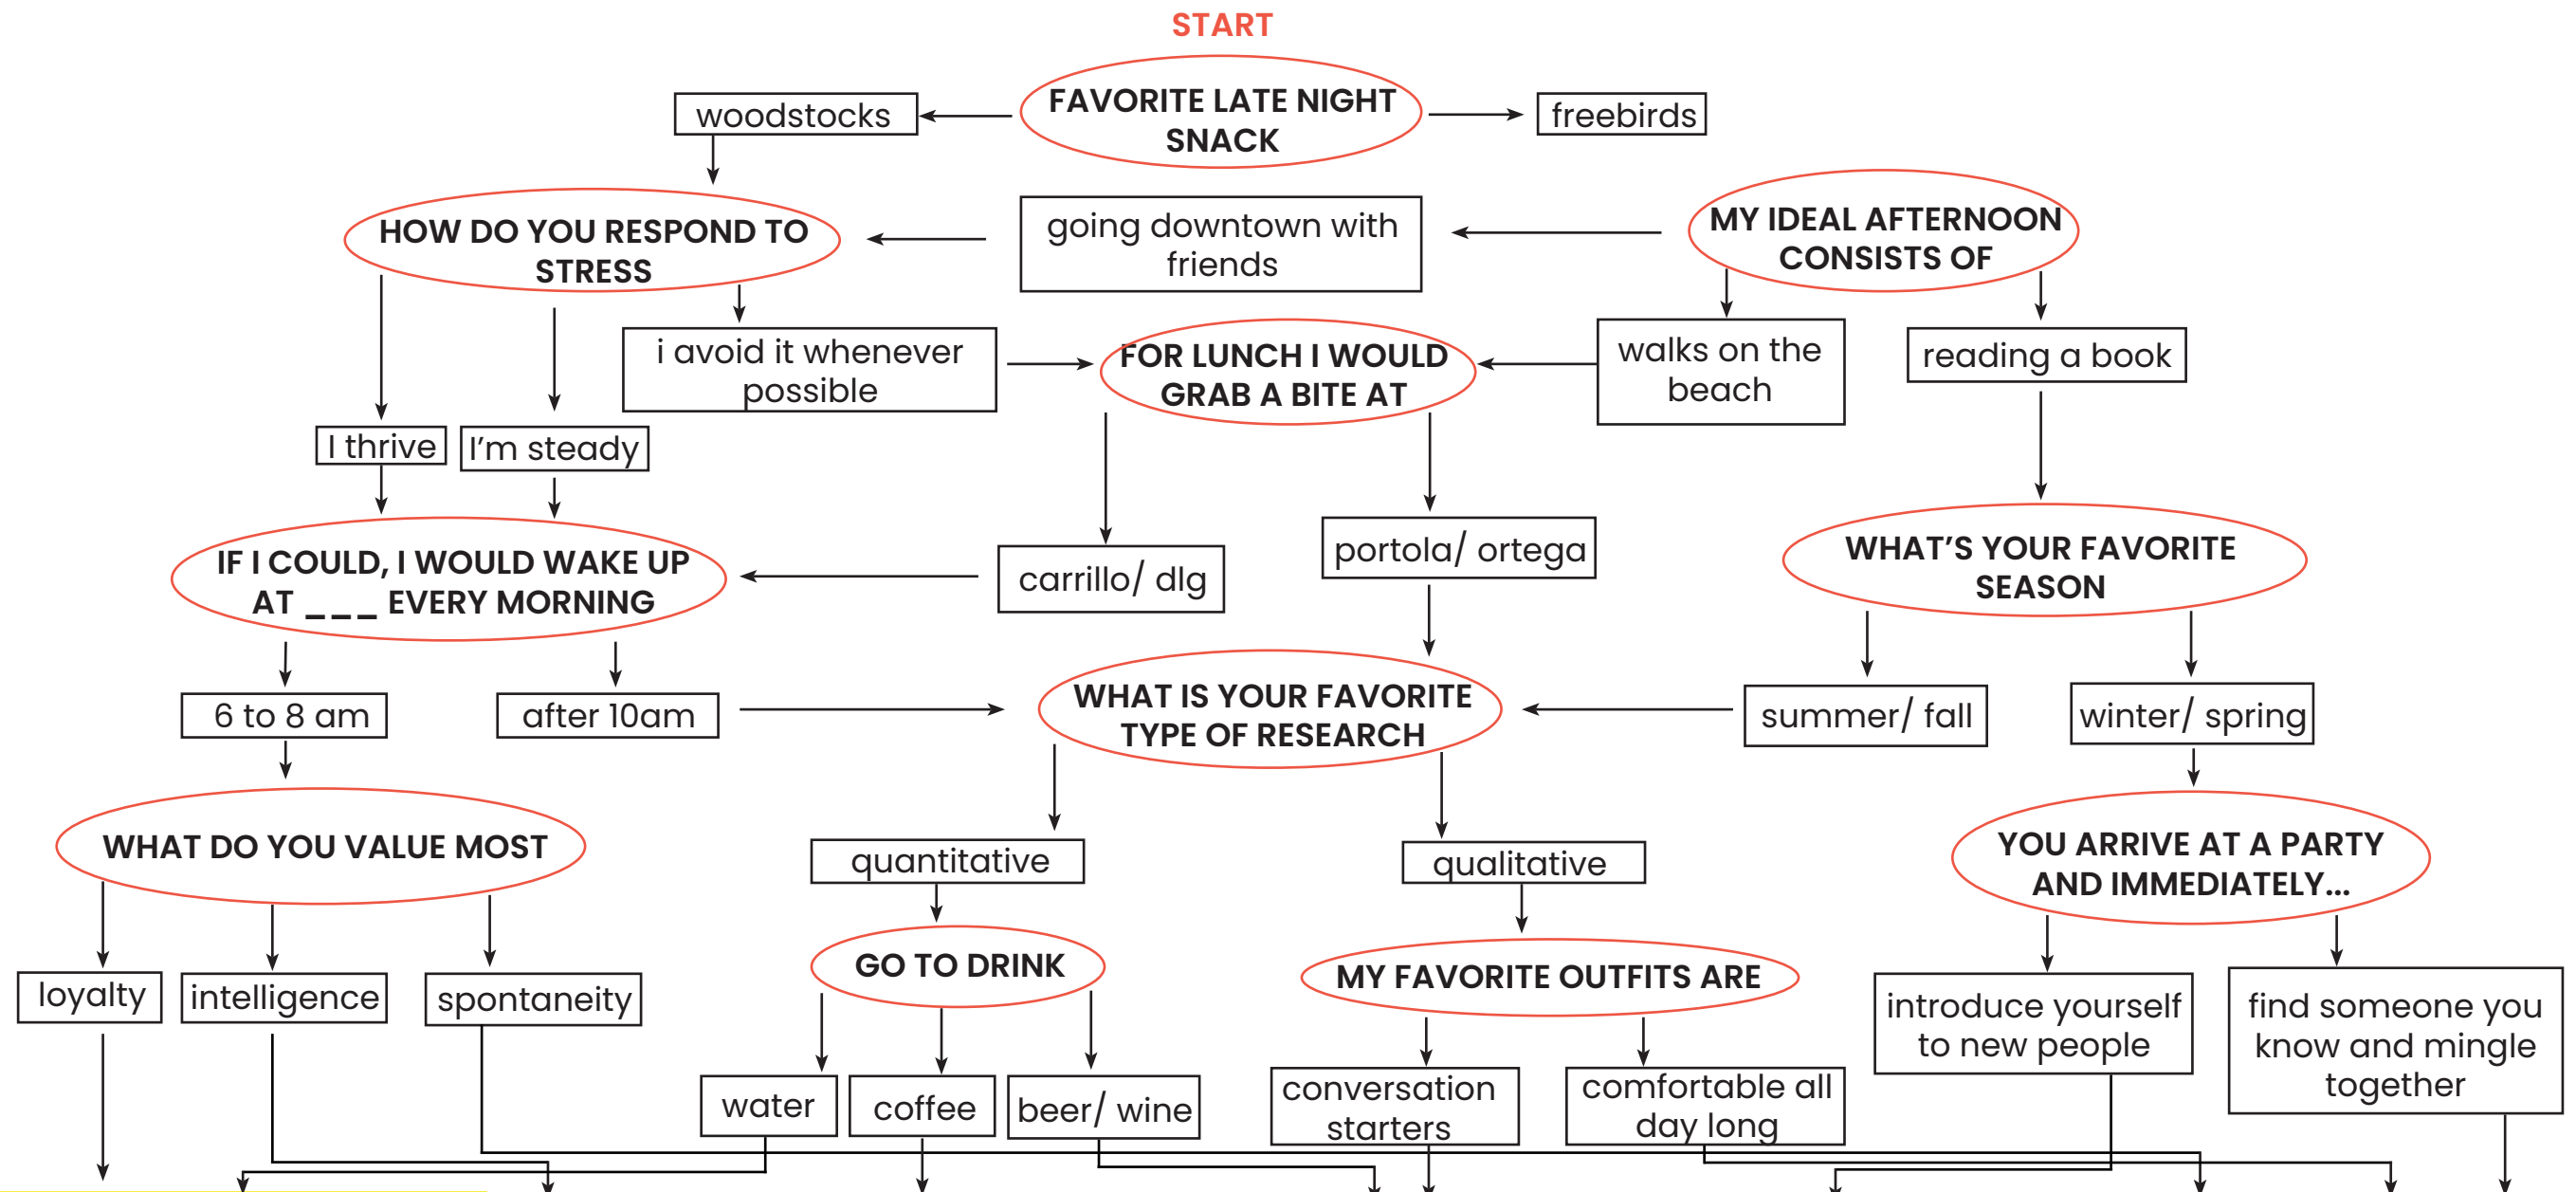 START
FAVORITE LATE NIGHT
SNACK
woodstocks
freebirds
HOW DO YOU RESPOND TO
STRESS
going downtown with
friends
MY IDEAL AFTERNOON
CONSISTS OF
i avoid it whenever
possible
FOR LUNCH I WOULD
GRAB A BITE AT
walks on the
beach
reading a book
I thrive
I'm steady
IF I COULD, I WOULD WAKE UP
AT ___ EVERY MORNING
carrillo/ dlg
portola/ ortega
WHAT'S YOUR FAVORITE
SEASON
6 to 8 am
after 10am
WHAT IS YOUR FAVORITE
TYPE OF RESEARCH
summer/ fall
winter/ spring
WHAT DO YOU VALUE MOST
quantitative
qualitative
YOU ARRIVE AT A PARTY
AND IMMEDIATELY...
GO TO DRINK
MY FAVORITE OUTFITS ARE
loyalty
intelligence
spontaneity
introduce yourself
to new people
find someone you
know and mingle
together
water
coffee
beer/ wine
conversation
starters
comfortable all
day long